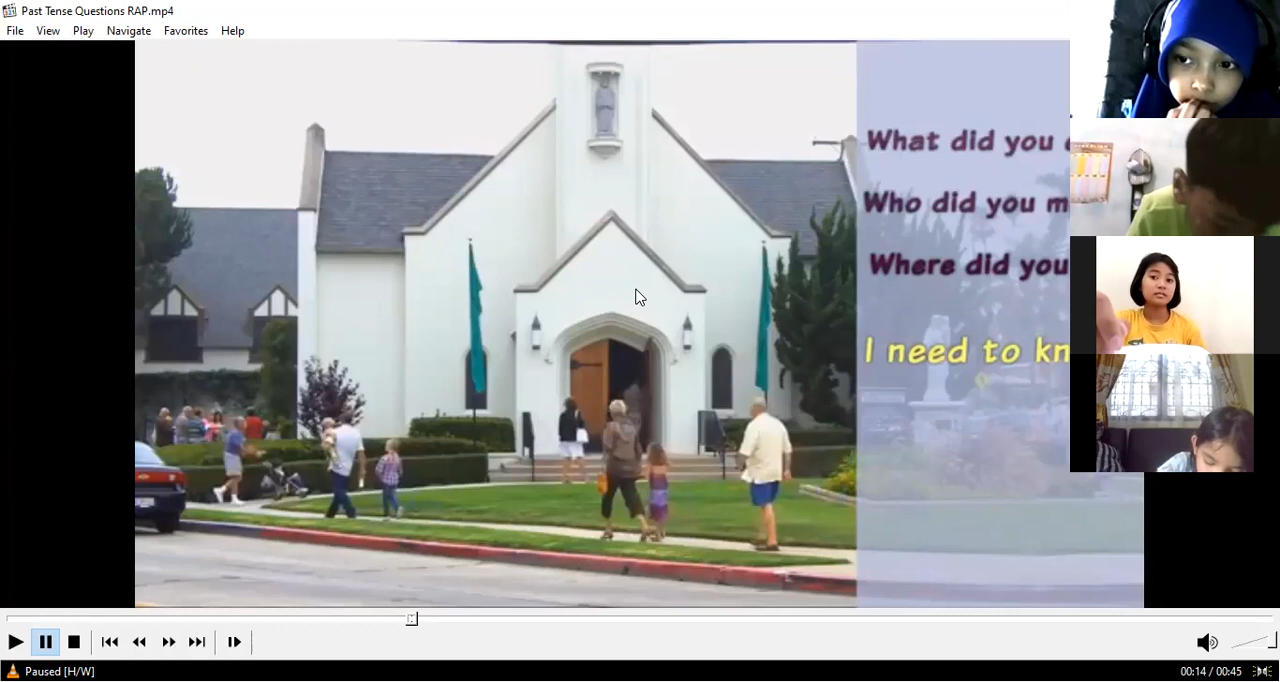 Past Tense Questions RAP.mp4
File View Play Navigate Favorites Help
What did you
Who did you m
Where did you
I need to kn
Paused [H/W]
00:14 / 00:45